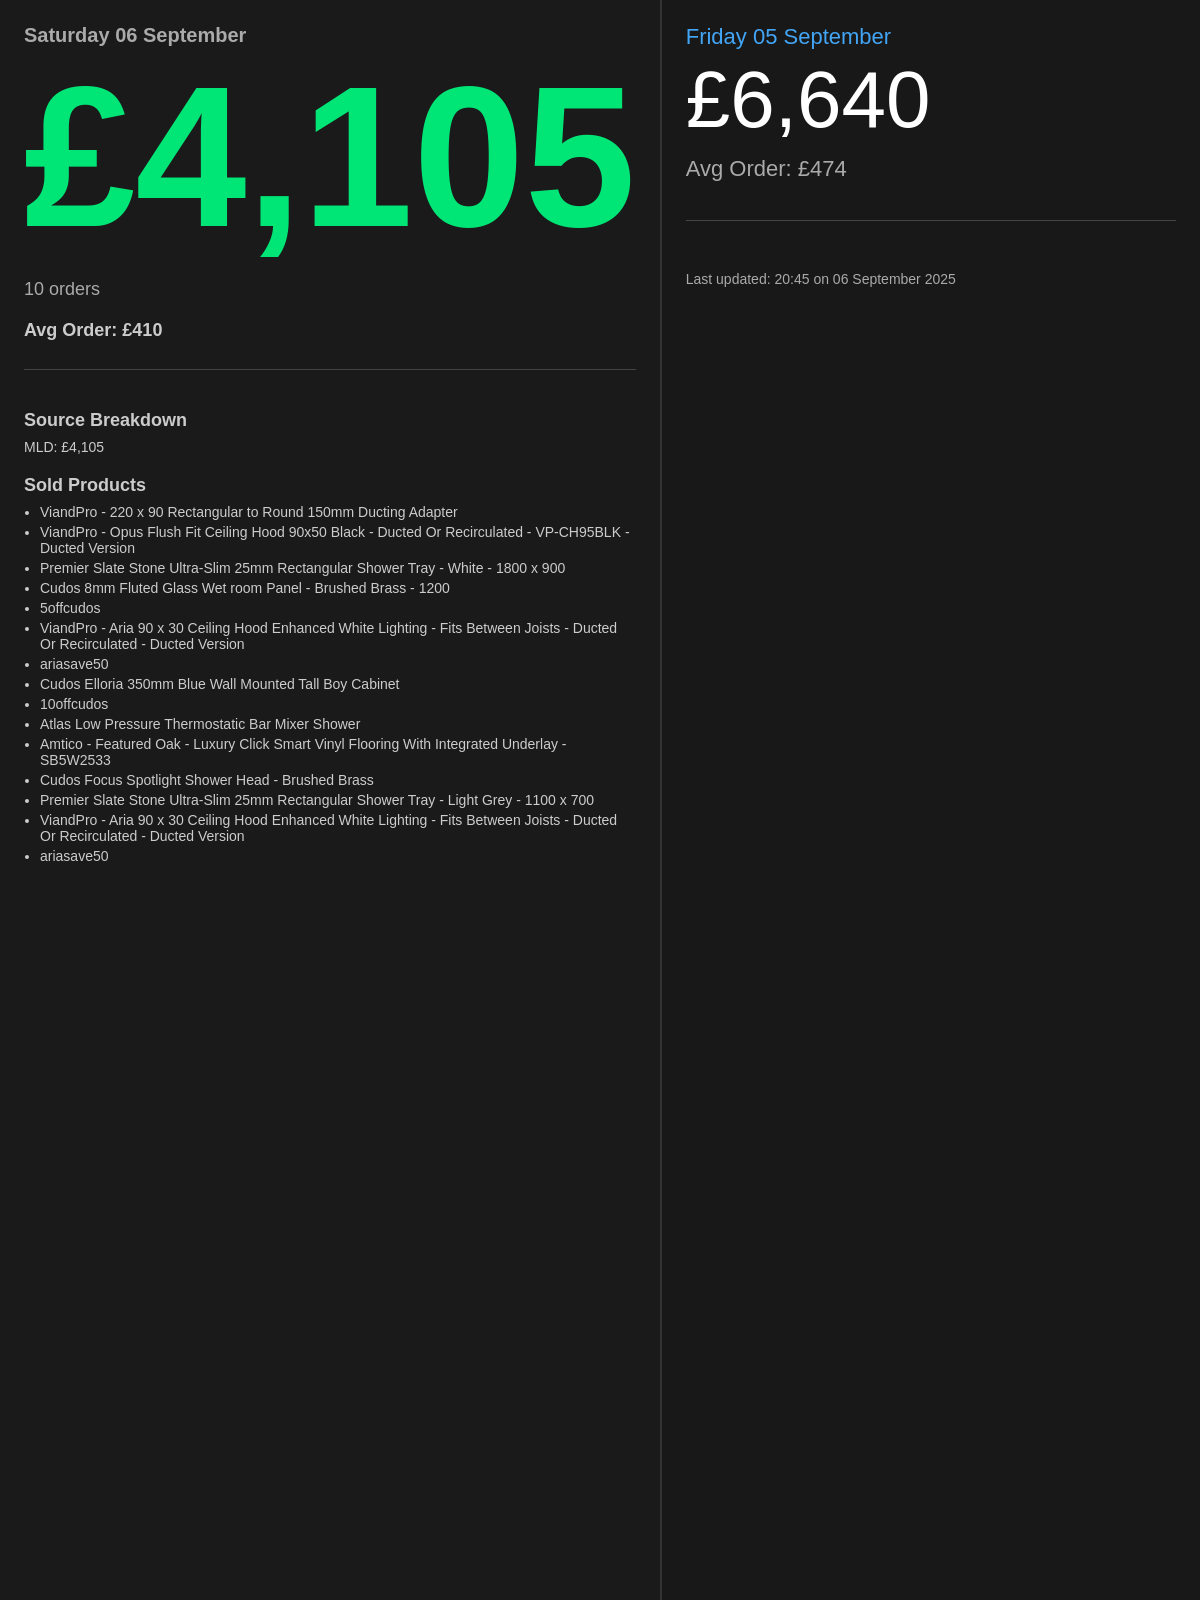 Saturday 06 September
£4,105
10 orders
Avg Order: £410
Source Breakdown
MLD: £4,105
Sold Products
• ViandPro - 220 x 90 Rectangular to Round 150mm Ducting Adapter
• ViandPro - Opus Flush Fit Ceiling Hood 90x50 Black - Ducted Or Recirculated - VP-CH95BLK -
Ducted Version
• Premier Slate Stone Ultra-Slim 25mm Rectangular Shower Tray - White - 1800 x 900
• Cudos 8mm Fluted Glass Wet room Panel - Brushed Brass - 1200
• 5offcudos
• ViandPro - Aria 90 x 30 Ceiling Hood Enhanced White Lighting - Fits Between Joists - Ducted
Or Recirculated - Ducted Version
• ariasave50
• Cudos Elloria 350mm Blue Wall Mounted Tall Boy Cabinet
• 10offcudos
• Atlas Low Pressure Thermostatic Bar Mixer Shower
• Amtico - Featured Oak - Luxury Click Smart Vinyl Flooring With Integrated Underlay -
SB5W2533
• Cudos Focus Spotlight Shower Head - Brushed Brass
• Premier Slate Stone Ultra-Slim 25mm Rectangular Shower Tray - Light Grey - 1100 x 700
• ViandPro - Aria 90 x 30 Ceiling Hood Enhanced White Lighting - Fits Between Joists - Ducted
Or Recirculated - Ducted Version
• ariasave50
Friday 05 September
£6,640
Avg Order: £474
Last updated: 20:45 on 06 September 2025